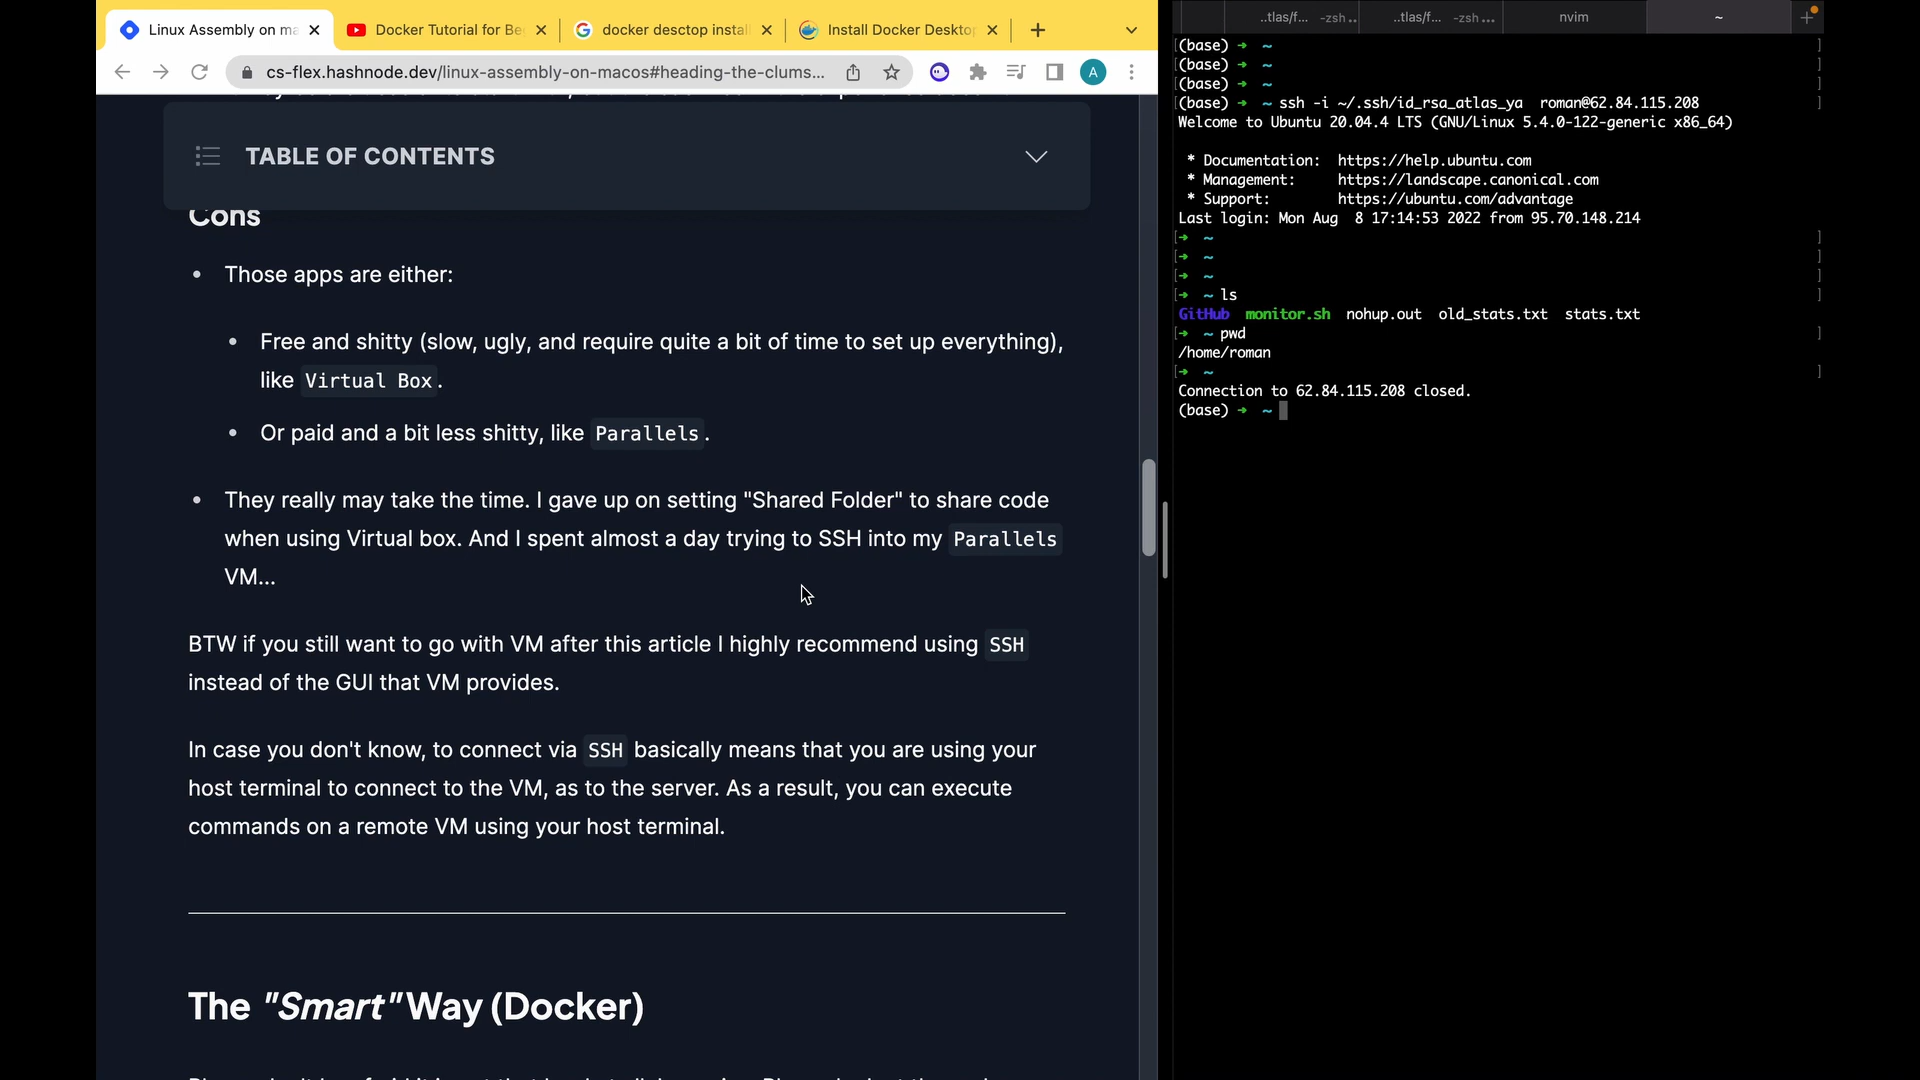 Linux Assembly on ma
Docker Tutorial for Be
docker desctop instal
Install Docker Deskto
cs-flex.hashnode.dev/linux-assembly-on-macos#heading-the-clums...
A
TABLE OF CONTENTS
Cons
Those apps are either:
Free and shitty (slow, ugly, and require quite a bit of time to set up everything),
like Virtual Box.
Or paid and a bit less shitty, like Parallels.
They really may take the time. I gave up on setting "Shared Folder" to share code
when using Virtual box. And I spent almost a day trying to SSH into my Parallels
VM...
BTW if you still want to go with VM after this article I highly recommend using SSH
instead of the GUI that VM provides.
In case you don't know, to connect via SSH basically means that you are using your
host terminal to connect to the VM, as to the server. As a result, you can execute
commands on a remote VM using your host terminal.
The "Smart" Way (Docker)
..tlas/f... -zsh ..
..tlas/f... -zsh ...
nvim
~
[(base) ➜ ~ ]
[(base) ➜ ~ ]
[(base) ➜ ~ ]
[(base) ➜ ~ ssh -i ~/.ssh/id_rsa_atlas_ya roman@62.84.115.208 ]
Welcome to Ubuntu 20.04.4 LTS (GNU/Linux 5.4.0-122-generic x86_64)
* Documentation: https://help.ubuntu.com
* Management: https://landscape.canonical.com
* Support: https://ubuntu.com/advantage
Last login: Mon Aug 8 17:14:53 2022 from 95.70.148.214
[➜ ~ ]
[➜ ~ ]
[➜ ~ ]
[➜ ~ ls ]
GitHub monitor.sh nohup.out old_stats.txt stats.txt
[➜ ~ pwd ]
/home/roman
[➜ ~ ]
Connection to 62.84.115.208 closed.
(base) ➜ ~